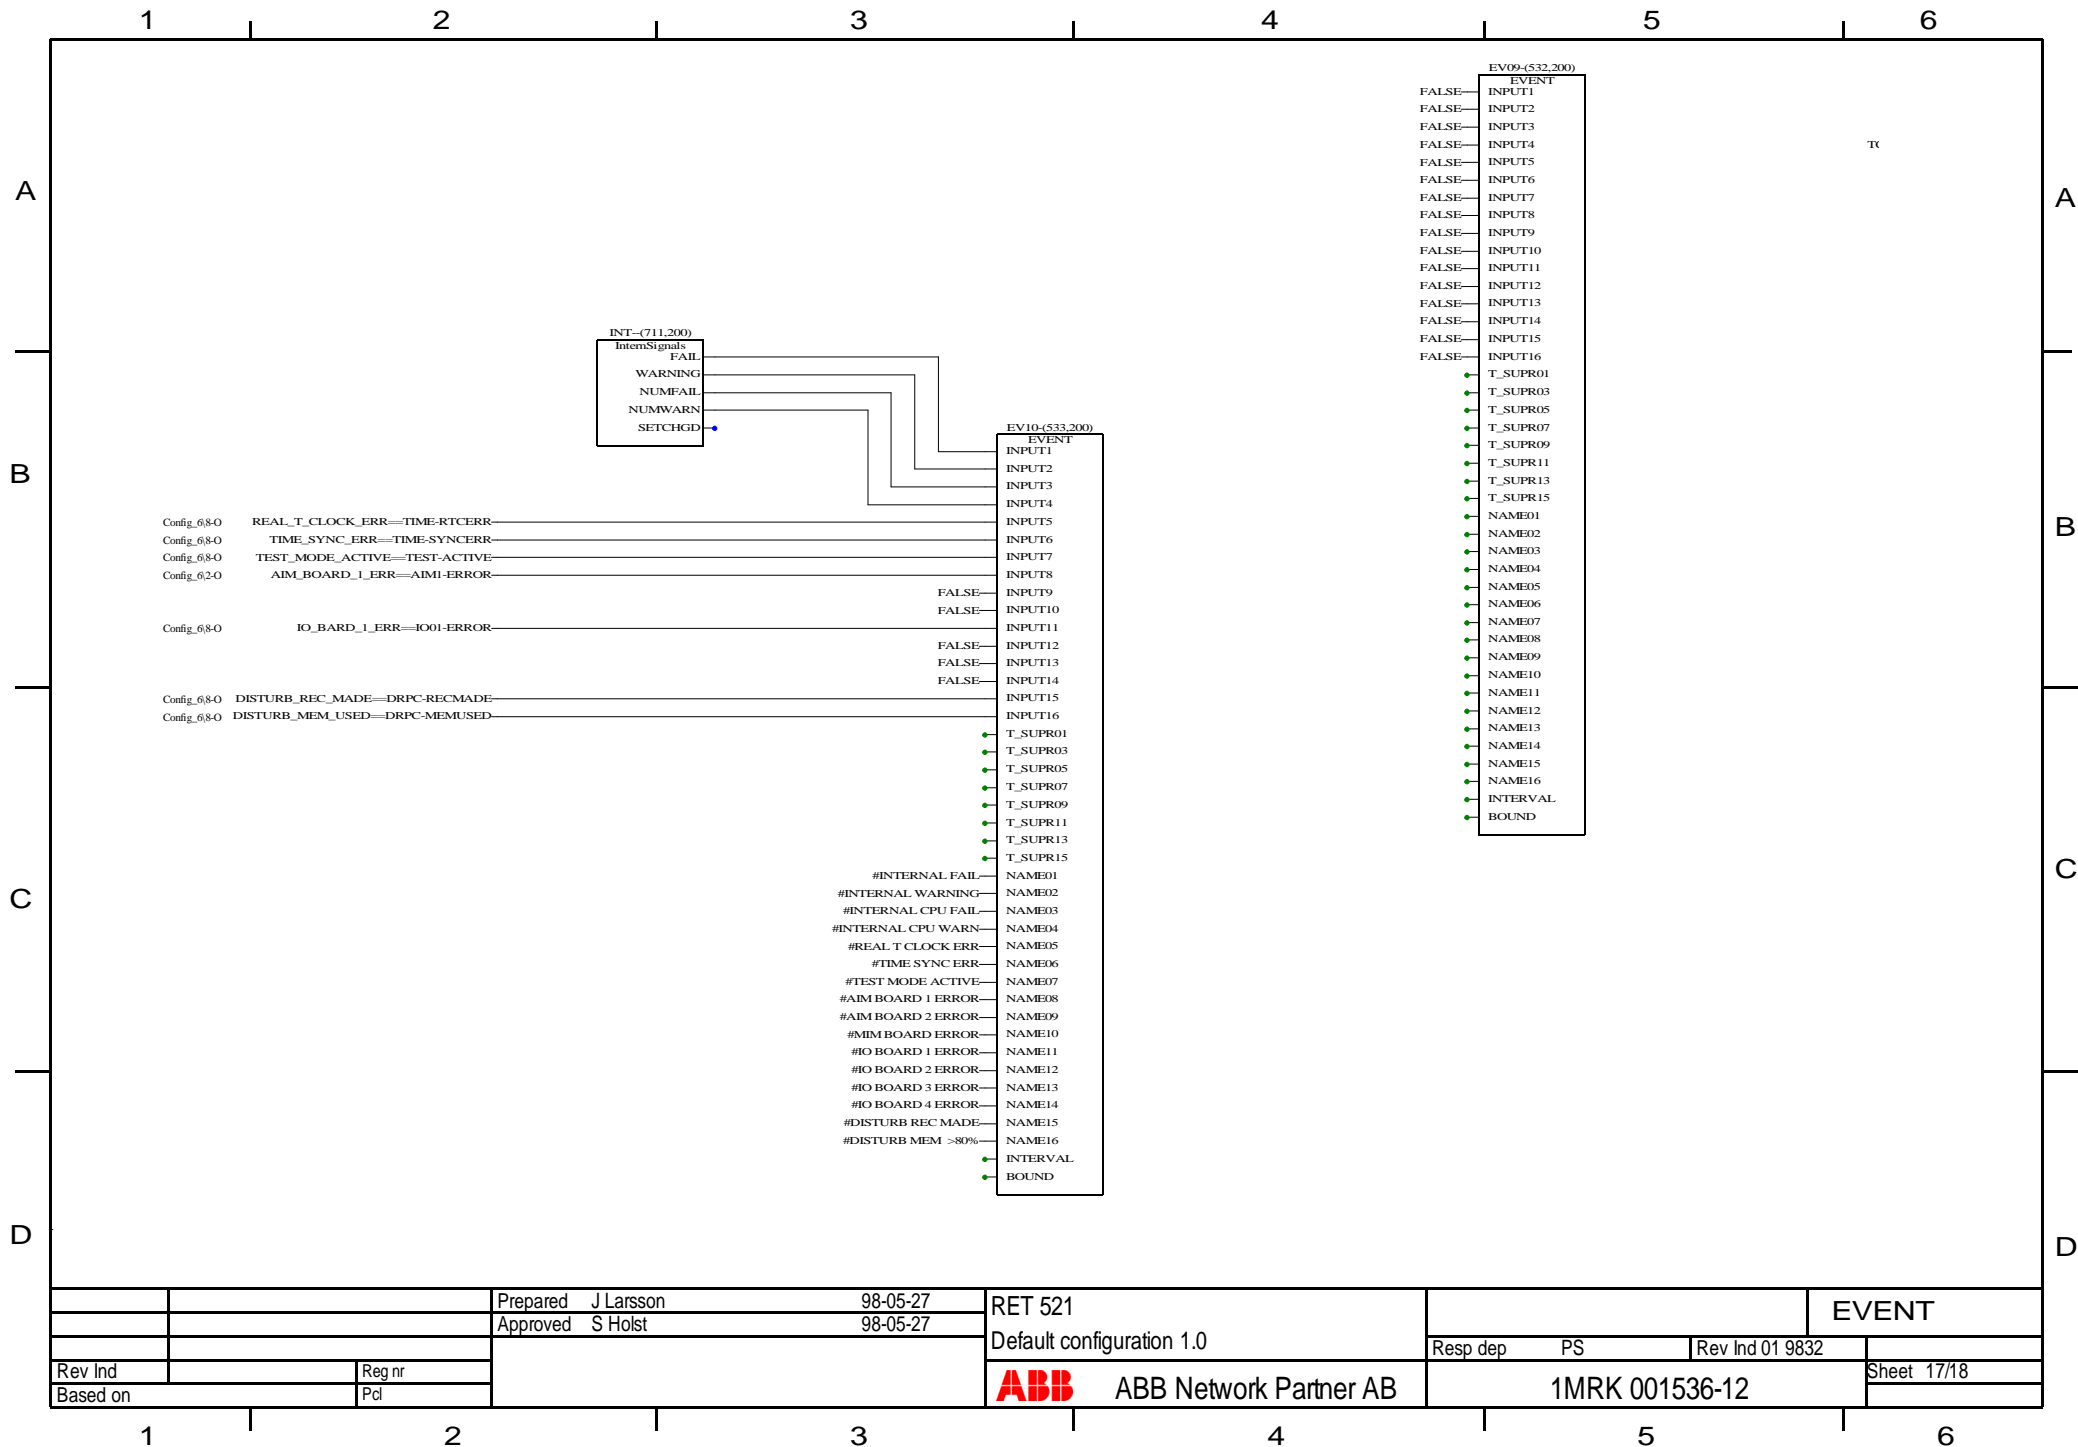 1 2 3 4 5 6
A A
B B
C C
D D
EV09-(532,200)
EVENT
FALSE INPUT1
FALSE INPUT2
FALSE INPUT3
FALSE INPUT4
FALSE INPUT5
FALSE INPUT6
FALSE INPUT7
FALSE INPUT8
FALSE INPUT9
FALSE INPUT10
FALSE INPUT11
FALSE INPUT12
FALSE INPUT13
FALSE INPUT14
FALSE INPUT15
FALSE INPUT16
T_SUPR01
T_SUPR03
T_SUPR05
T_SUPR07
T_SUPR09
T_SUPR11
T_SUPR13
T_SUPR15
NAME01
NAME02
NAME03
NAME04
NAME05
NAME06
NAME07
NAME08
NAME09
NAME10
NAME11
NAME12
NAME13
NAME14
NAME15
NAME16
INTERVAL
BOUND
INT--(711,200)
InternSignals
FAIL
WARNING
NUMFAIL
NUMWARN
SETCHGD
EV10-(533,200)
EVENT
INPUT1
INPUT2
INPUT3
INPUT4
Config_6\8-O REAL_T_CLOCK_ERR==TIME-RTCERR INPUT5
Config_6\8-O TIME_SYNC_ERR==TIME-SYNCERR INPUT6
Config_6\8-O TEST_MODE_ACTIVE==TEST-ACTIVE INPUT7
Config_6\2-O AIM_BOARD_1_ERR==AIM1-ERROR INPUT8
FALSE INPUT9
FALSE INPUT10
Config_6\8-O IO_BARD_1_ERR==IO01-ERROR INPUT11
FALSE INPUT12
FALSE INPUT13
FALSE INPUT14
Config_6\8-O DISTURB_REC_MADE==DRPC-RECMADE INPUT15
Config_6\8-O DISTURB_MEM_USED==DRPC-MEMUSED INPUT16
T_SUPR01
T_SUPR03
T_SUPR05
T_SUPR07
T_SUPR09
T_SUPR11
T_SUPR13
T_SUPR15
#INTERNAL FAIL NAME01
#INTERNAL WARNING NAME02
#INTERNAL CPU FAIL NAME03
#INTERNAL CPU WARN NAME04
#REAL T CLOCK ERR NAME05
#TIME SYNC ERR NAME06
#TEST MODE ACTIVE NAME07
#AIM BOARD 1 ERROR NAME08
#AIM BOARD 2 ERROR NAME09
#MIM BOARD ERROR NAME10
#IO BOARD 1 ERROR NAME11
#IO BOARD 2 ERROR NAME12
#IO BOARD 3 ERROR NAME13
#IO BOARD 4 ERROR NAME14
#DISTURB REC MADE NAME15
#DISTURB MEM >80% NAME16
INTERVAL
BOUND
Prepared J Larsson 98-05-27
Approved S Holst 98-05-27
Rev Ind Reg nr
Based on Pcl
RET 521
Default configuration 1.0
ABB ABB Network Partner AB
EVENT
Resp dep PS Rev Ind 01 9832
1MRK 001536-12
Sheet 17/18
1 2 3 4 5 6